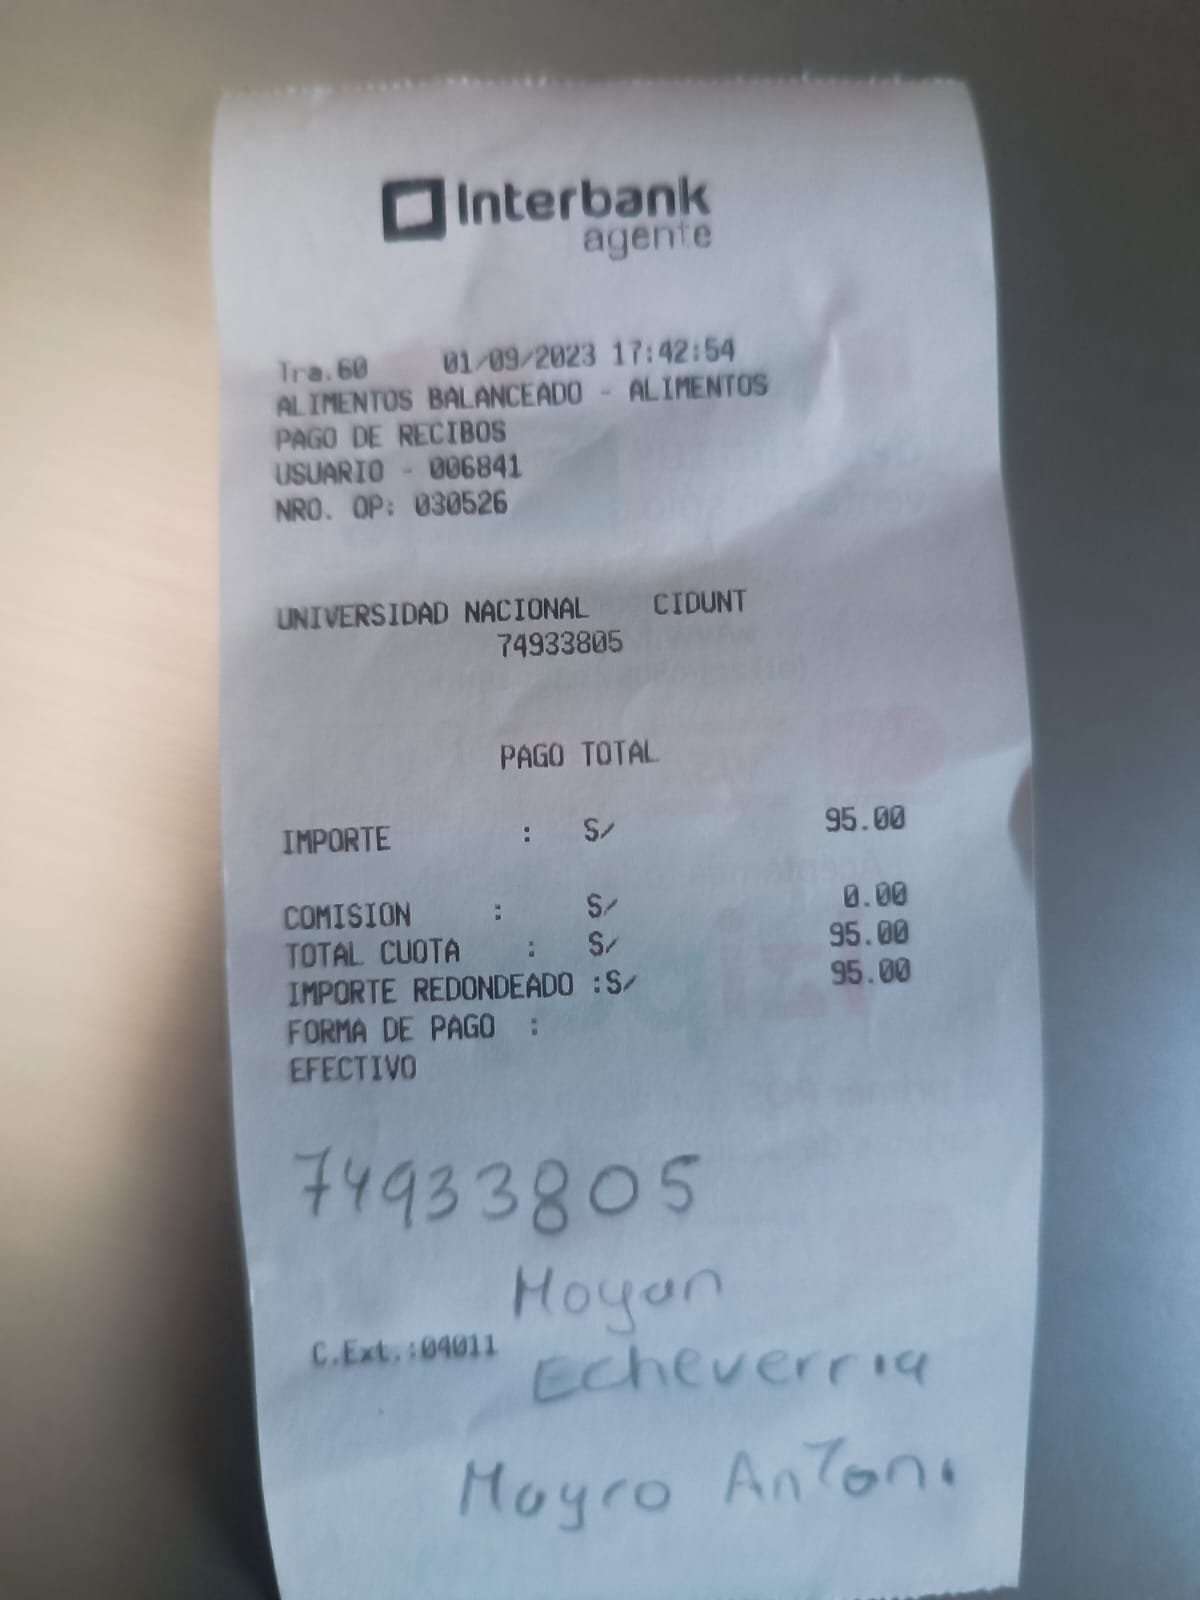 Interbank
agente
Tra.60 01/09/2023 17:42:54
ALIMENTOS BALANCEADO - ALIMENTOS
PAGO DE RECIBOS
USUARIO - 006841
NRO. OP: 030526
UNIVERSIDAD NACIONAL CIDUNT
74933805
PAGO TOTAL
IMPORTE : S/ 95.00
COMISION : S/ 0.00
TOTAL CUOTA : S/ 95.00
IMPORTE REDONDEADO :S/ 95.00
FORMA DE PAGO :
EFECTIVO
74933805
Moyan
C.Ext.:04011
Echeverria
Mayro Antoni